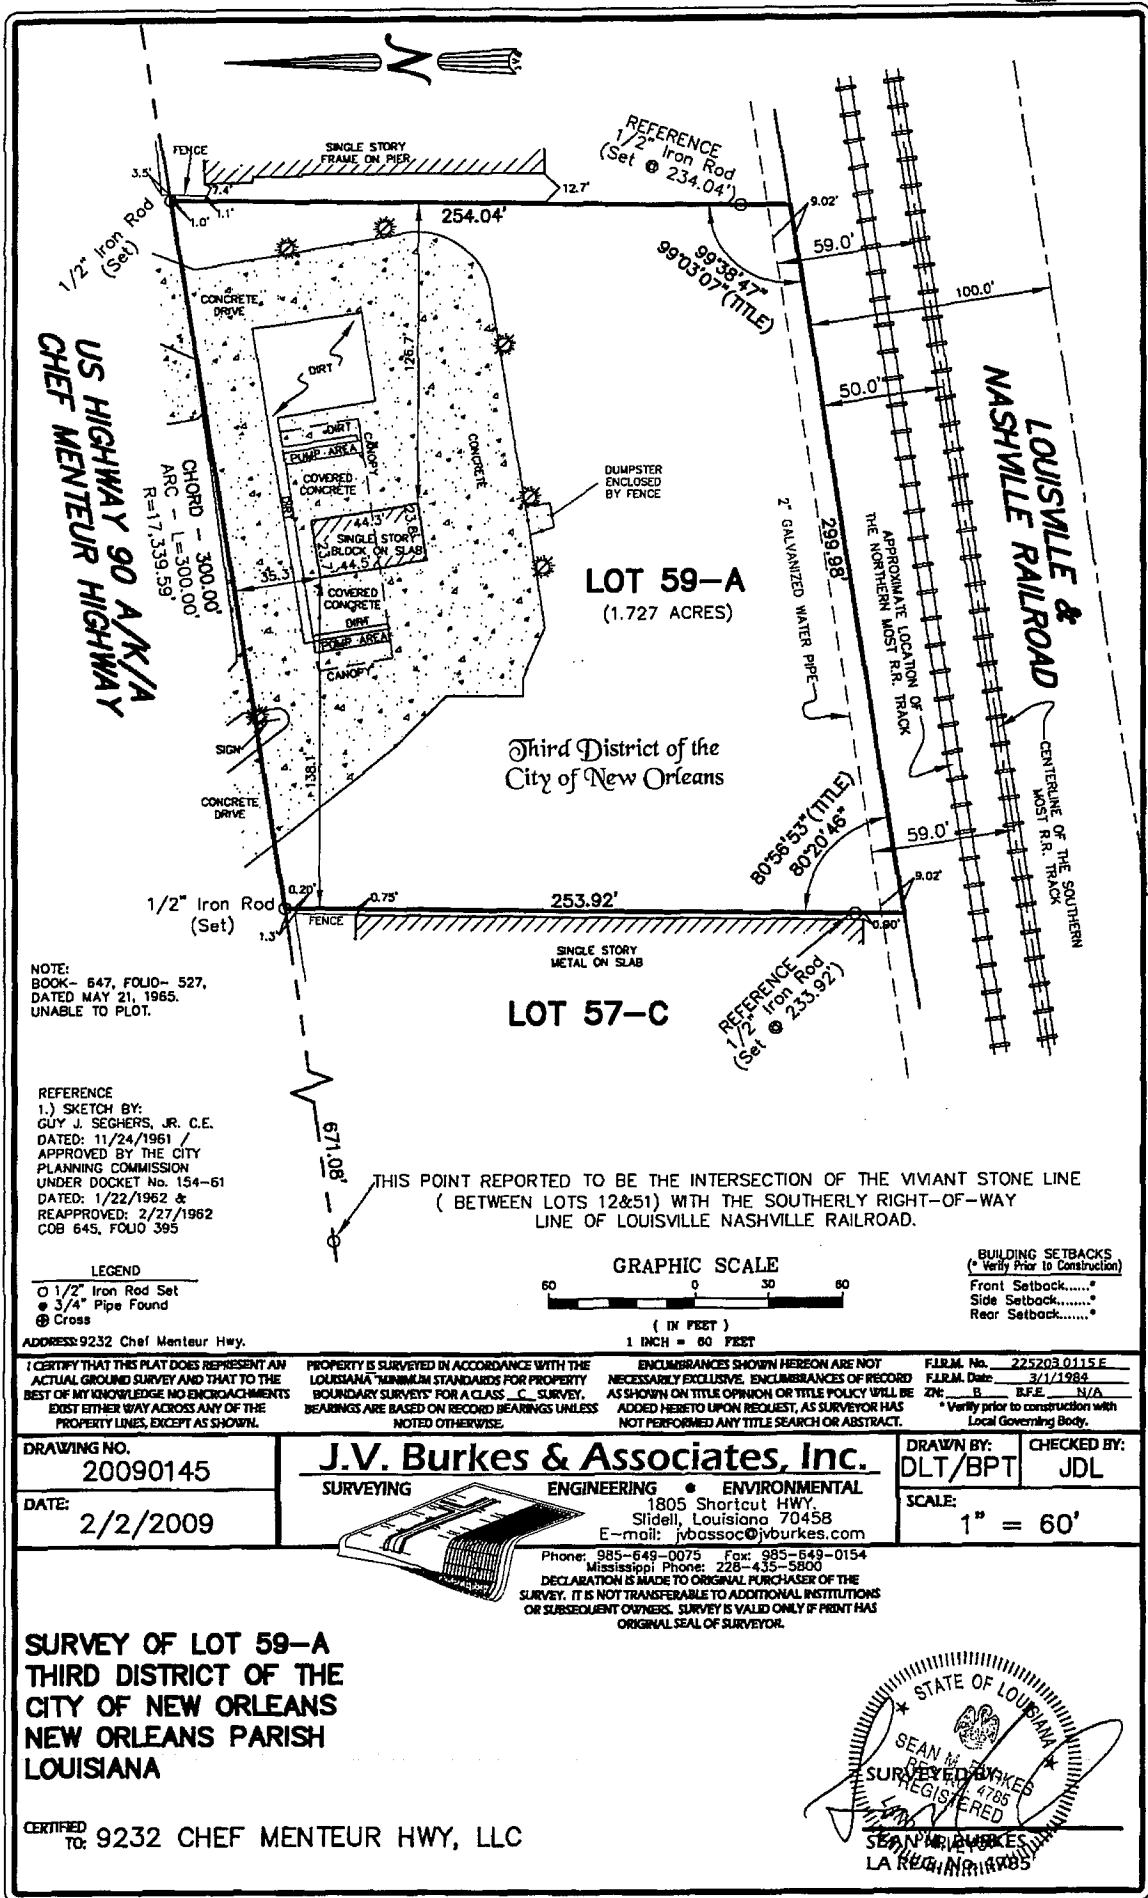 N
FENCE
SINGLE STORY
FRAME ON PIER
REFERENCE
1/2" Iron Rod
(Set @ 234.04')
3.5'
7.4'
12.7'
1.0'
1.1'
254.04'
9.02'
59.0'
1/2" Iron Rod
(Set)
99°38'47"
99°03'07"(TITLE)
100.0'
CONCRETE
DRIVE
126.7'
DIRT
50.0'
LOUISVILLE &
NASHVILLE RAILROAD
US HIGHWAY 90 A/K/A
CHEF MENTEUR HIGHWAY
CHORD - 300.00'
ARC - L=300.00'
R=17,339.59'
DIRT
PUMP AREA
CANOPY
COVERED
CONCRETE
CONCRETE
DIRT
DUMPSTER
ENCLOSED
BY FENCE
2" GALVANIZED WATER PIPE
299.98'
APPROXIMATE LOCATION OF
THE NORTHERN MOST R.R. TRACK
44.3'
23.8'
SINGLE STORY
BLOCK ON SLAB
44.5'
35.3'
COVERED
CONCRETE
DIRT
PUMP AREA
CANOPY
LOT 59-A
(1.727 ACRES)
SIGN
138.1'
Third District of the
City of New Orleans
CENTERLINE OF THE SOUTHERN
MOST R.R. TRACK
CONCRETE
DRIVE
80°56'53"(TITLE)
80°20'46"
59.0'
9.02'
1/2" Iron Rod
(Set)
0.20'
0.75'
253.92'
1.3'
FENCE
0.90'
SINGLE STORY
METAL ON SLAB
REFERENCE
1/2" Iron Rod
(Set @ 233.92')
LOT 57-C
NOTE:
BOOK- 647, FOLIO- 527,
DATED MAY 21, 1965.
UNABLE TO PLOT.
REFERENCE
1.) SKETCH BY:
GUY J. SEGHERS, JR. C.E.
DATED: 11/24/1961 /
APPROVED BY THE CITY
PLANNING COMMISSION
UNDER DOCKET No. 154-61
DATED: 1/22/1962 &
REAPPROVED: 2/27/1962
COB 645, FOLIO 395
671.08'
THIS POINT REPORTED TO BE THE INTERSECTION OF THE VIVIANT STONE LINE
( BETWEEN LOTS 12&51) WITH THE SOUTHERLY RIGHT-OF-WAY
LINE OF LOUISVILLE NASHVILLE RAILROAD.
LEGEND
1/2" Iron Rod Set
3/4" Pipe Found
Cross
ADDRESS: 9232 Chef Menteur Hwy.
GRAPHIC SCALE
60 0 30 60
( IN FEET )
1 INCH = 60 FEET
BUILDING SETBACKS
(* Verify Prior to Construction)
Front Setback......*
Side Setback........*
Rear Setback.......*
I CERTIFY THAT THIS PLAT DOES REPRESENT AN
ACTUAL GROUND SURVEY AND THAT TO THE
BEST OF MY KNOWLEDGE NO ENCROACHMENTS
EXIST EITHER WAY ACROSS ANY OF THE
PROPERTY LINES, EXCEPT AS SHOWN.
PROPERTY IS SURVEYED IN ACCORDANCE WITH THE
LOUISIANA "MINIMUM STANDARDS FOR PROPERTY
BOUNDARY SURVEYS" FOR A CLASS C SURVEY.
BEARINGS ARE BASED ON RECORD BEARINGS UNLESS
NOTED OTHERWISE.
ENCUMBRANCES SHOWN HEREON ARE NOT
NECESSARILY EXCLUSIVE. ENCUMBRANCES OF RECORD
AS SHOWN ON TITLE OPINION OR TITLE POLICY WILL BE
ADDED HERETO UPON REQUEST, AS SURVEYOR HAS
NOT PERFORMED ANY TITLE SEARCH OR ABSTRACT.
F.I.R.M. No. 225203 0115 E
F.I.R.M. Date 3/1/1984
ZN: B B.F.E. N/A
* Verify prior to construction with
Local Governing Body.
DRAWING NO.
20090145
DATE:
2/2/2009
J.V. Burkes & Associates, Inc.
SURVEYING ENGINEERING • ENVIRONMENTAL
1805 Shortcut HWY.
Slidell, Louisiana 70458
E-mail: jvbassoc@jvburkes.com
Phone: 985-649-0075 Fax: 985-649-0154
Mississippi Phone: 228-435-5800
DECLARATION IS MADE TO ORIGINAL PURCHASER OF THE
SURVEY. IT IS NOT TRANSFERABLE TO ADDITIONAL INSTITUTIONS
OR SUBSEQUENT OWNERS. SURVEY IS VALID ONLY IF PRINT HAS
ORIGINAL SEAL OF SURVEYOR.
DRAWN BY:
DLT/BPT
CHECKED BY:
JDL
SCALE:
1" = 60'
SURVEY OF LOT 59-A
THIRD DISTRICT OF THE
CITY OF NEW ORLEANS
NEW ORLEANS PARISH
LOUISIANA
CERTIFIED
TO: 9232 CHEF MENTEUR HWY, LLC
STATE OF LOUISIANA
SEAN M. BURKES
REG. No. 4785
REGISTERED
LAND SURVEYOR
SURVEYED BY:
SEAN M. BURKES
LA REG. No. 4785